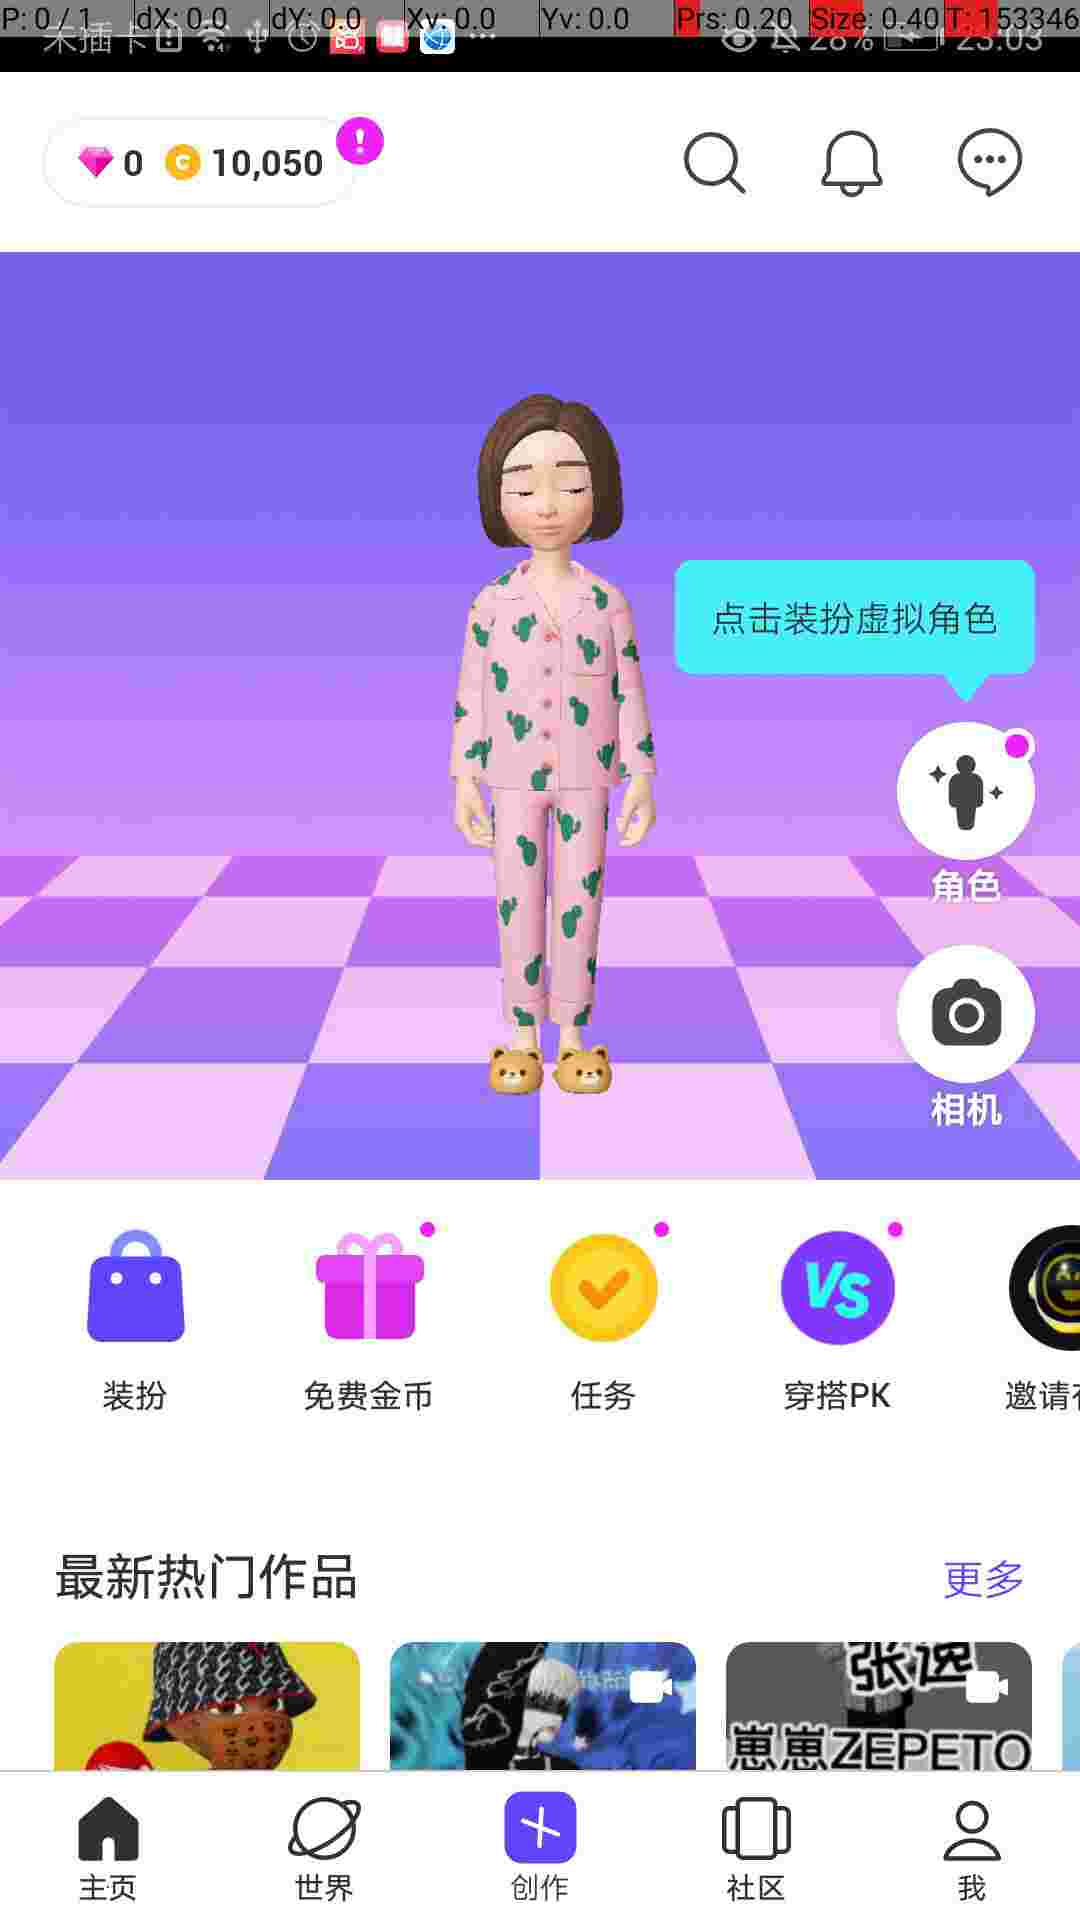 P: 0 / 1 dX: 0.0 dY: 0.0 Xv: 0.0 Yv: 0.0 Prs: 0.20 Size: 0.40 T: 153346
未插卡 28% 23:03
0 10,050
点击装扮虚拟角色
角色
相机
装扮 免费金币 任务 穿搭PK 邀请
最新热门作品 更多
张逸
崽崽ZEPETO
主页 世界 创作 社区 我